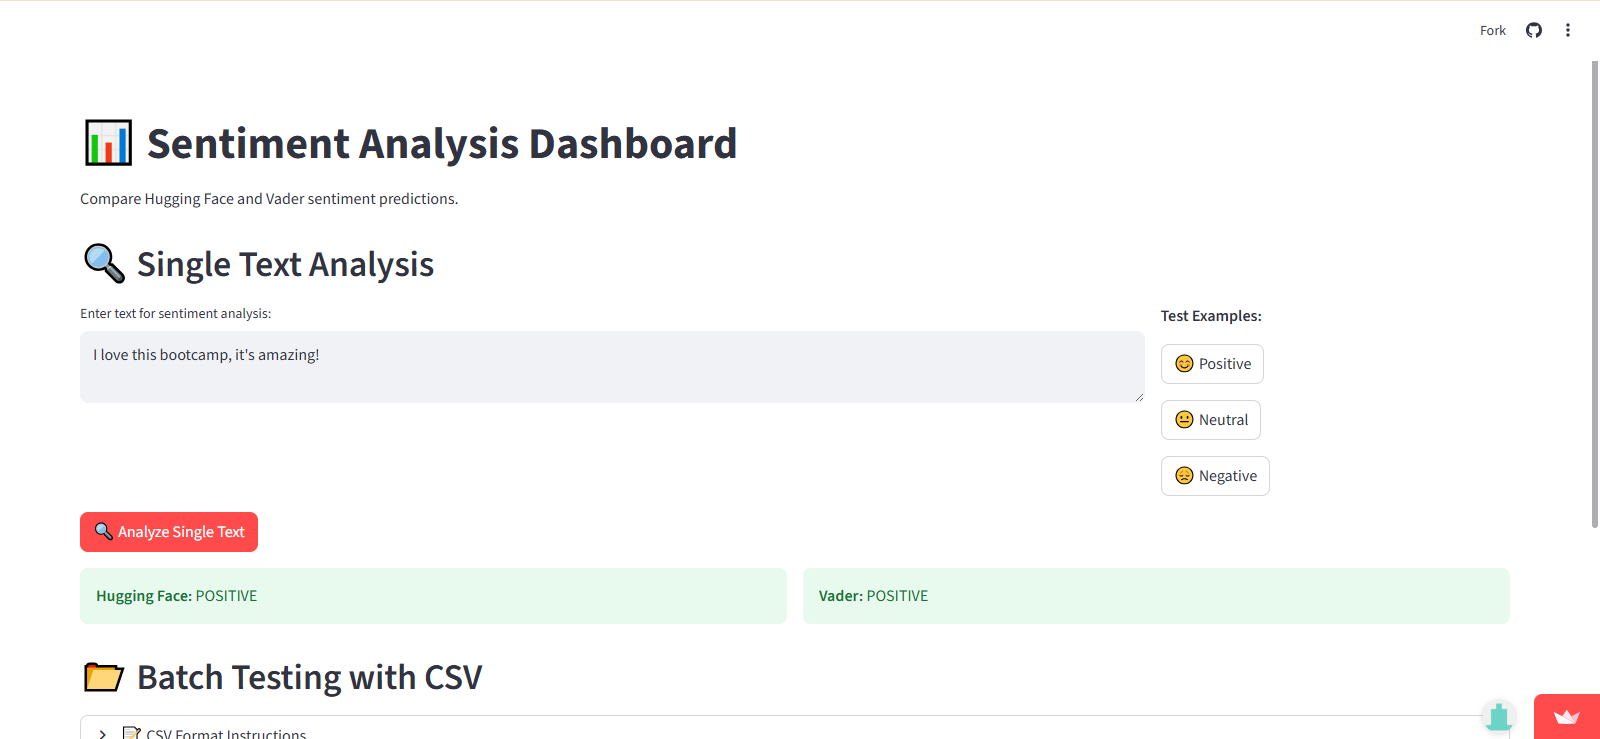 Fork
Sentiment Analysis Dashboard
Compare Hugging Face and Vader sentiment predictions.
Single Text Analysis
Enter text for sentiment analysis:
I love this bootcamp, it's amazing!
Test Examples:
Positive
Neutral
Negative
Analyze Single Text
Hugging Face: POSITIVE
Vader: POSITIVE
Batch Testing with CSV
CSV Format Instructions